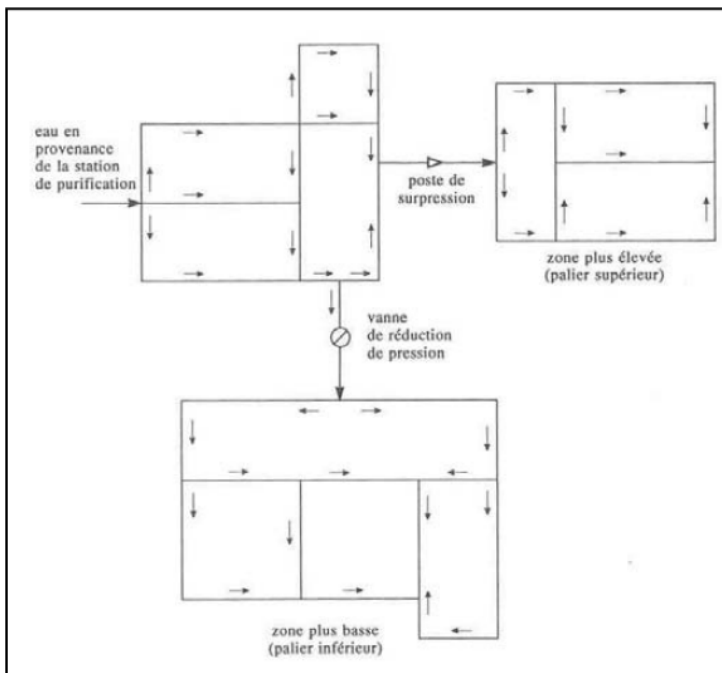 eau en
provenance
de la station
de purification
poste de
surpression
zone plus élevée
(palier supérieur)
vanne
de réduction
de pression
zone plus basse
(palier inférieur)